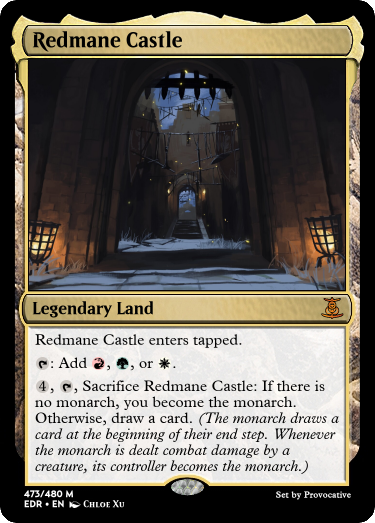 Redmane Castle
Legendary Land
Redmane Castle enters tapped.
: Add , , or .
4, , Sacrifice Redmane Castle: If there is
no monarch, you become the monarch.
Otherwise, draw a card. (The monarch draws a
card at the beginning of their end step. Whenever
the monarch is dealt combat damage by a
creature, its controller becomes the monarch.)
473/480 M
EDR • EN Chloe Xu
Set by Provocative